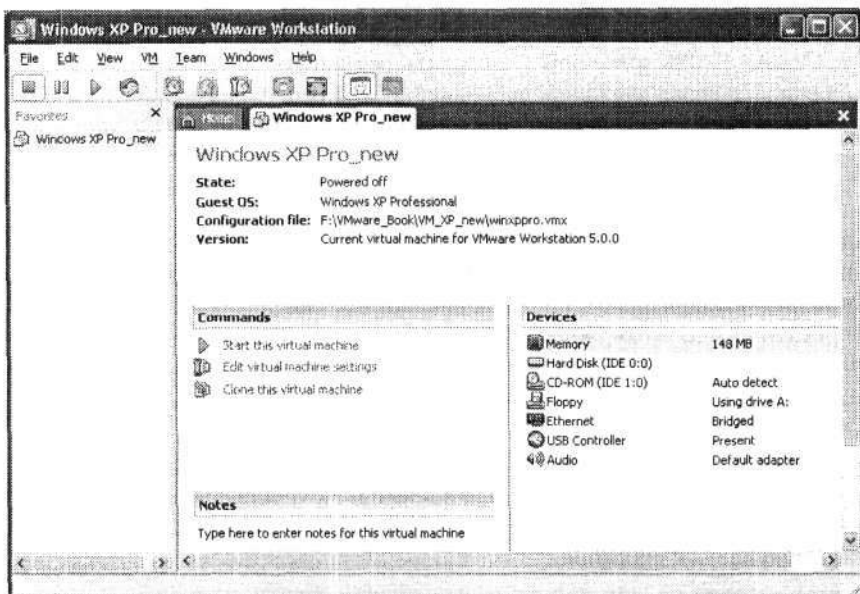 Windows XP Pro_new - VMware Workstation
File Edit View VM Team Windows Help
Favorites
Home Windows XP Pro_new
Windows XP Pro_new
Windows XP Pro_new
State: Powered off
Guest OS: Windows XP Professional
Configuration file: F:\VMware_Book\VM_XP_new\winxppro.vmx
Version: Current virtual machine for VMware Workstation 5.0.0
Commands
Start this virtual machine
Edit virtual machine settings
Clone this virtual machine
Devices
Memory 148 MB
Hard Disk (IDE 0:0)
CD-ROM (IDE 1:0) Auto detect
Floppy Using drive A:
Ethernet Bridged
USB Controller Present
Audio Default adapter
Notes
Type here to enter notes for this virtual machine